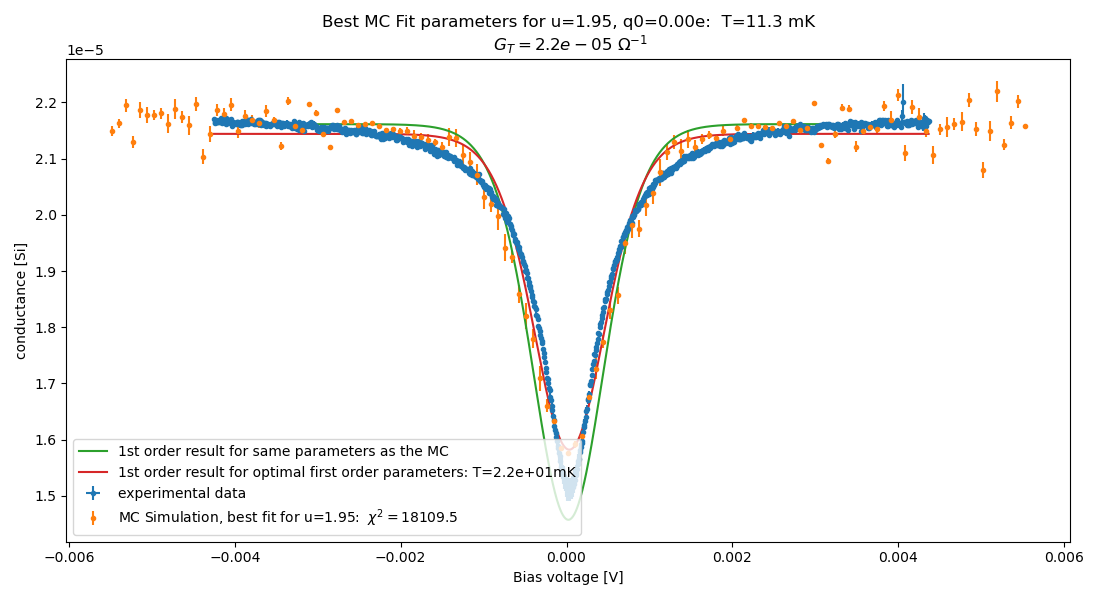 Best MC Fit parameters for u=1.95, q0=0.00e:  T=11.3 mK
G_T = 2.2e − 05 Ω⁻¹
1e−5
2.2
2.1
2.0
1.9
1.8
1.7
1.6
1.5
conductance [Si]
1st order result for same parameters as the MC
1st order result for optimal first order parameters: T=2.2e+01mK
experimental data
MC Simulation, best fit for u=1.95:  χ² = 18109.5
−0.006 −0.004 −0.002 0.000 0.002 0.004 0.006
Bias voltage [V]